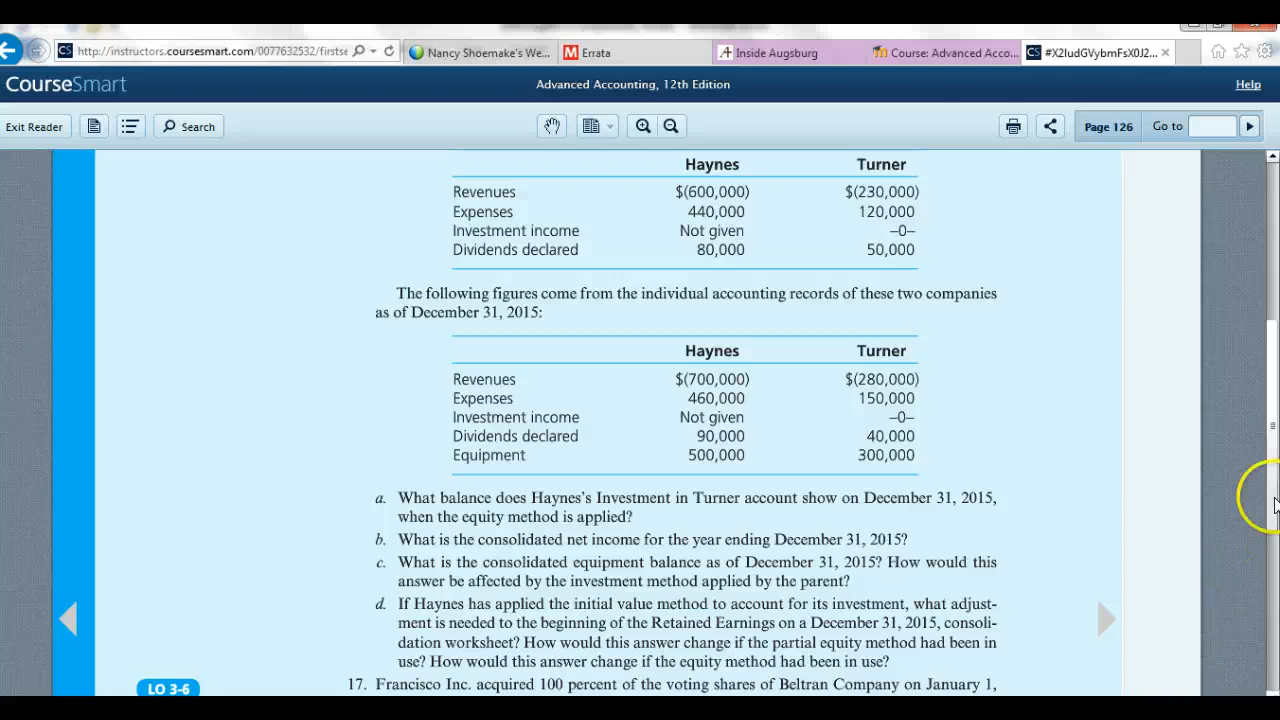 http://instructors.coursesmart.com/0077632532/firstse
Nancy Shoemake's We...
Errata
Inside Augsburg
Course: Advanced Acco...
#X2ludGVybmFsX0J2...
CourseSmart
Advanced Accounting, 12th Edition
Help
Exit Reader
Search
Page 126
Go to
Haynes Turner
Revenues $(600,000) $(230,000)
Expenses 440,000 120,000
Investment income Not given –0–
Dividends declared 80,000 50,000
The following figures come from the individual accounting records of these two companies
as of December 31, 2015:
Haynes Turner
Revenues $(700,000) $(280,000)
Expenses 460,000 150,000
Investment income Not given –0–
Dividends declared 90,000 40,000
Equipment 500,000 300,000
a. What balance does Haynes's Investment in Turner account show on December 31, 2015,
when the equity method is applied?
b. What is the consolidated net income for the year ending December 31, 2015?
c. What is the consolidated equipment balance as of December 31, 2015? How would this
answer be affected by the investment method applied by the parent?
d. If Haynes has applied the initial value method to account for its investment, what adjust-
ment is needed to the beginning of the Retained Earnings on a December 31, 2015, consoli-
dation worksheet? How would this answer change if the partial equity method had been in
use? How would this answer change if the equity method had been in use?
LO 3-6
17. Francisco Inc. acquired 100 percent of the voting shares of Beltran Company on January 1,